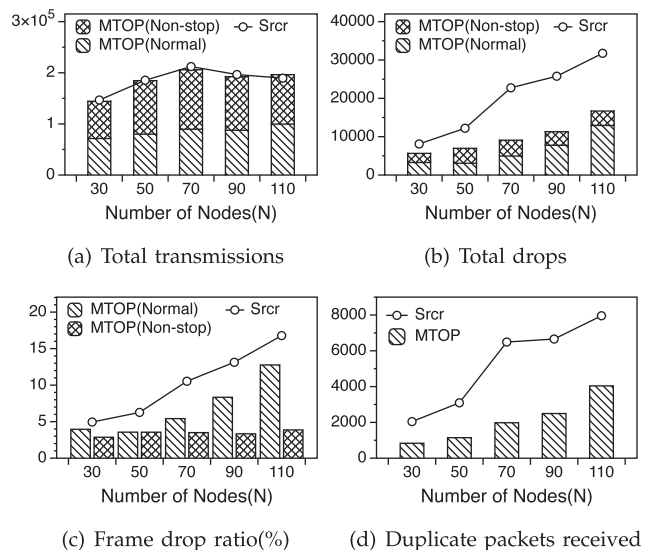 3×10⁵
MTOP(Non-stop)
Srcr
MTOP(Normal)
2
1
0
30 50 70 90 110
Number of Nodes(N)
(a) Total transmissions
40000
MTOP(Non-stop)
Srcr
MTOP(Normal)
30000
20000
10000
0
30 50 70 90 110
Number of Nodes(N)
(b) Total drops
20
MTOP(Normal)
Srcr
MTOP(Non-stop)
15
10
5
0
30 50 70 90 110
Number of Nodes(N)
(c) Frame drop ratio(%)
8000
Srcr
MTOP
6000
4000
2000
0
30 50 70 90 110
Number of Nodes(N)
(d) Duplicate packets received